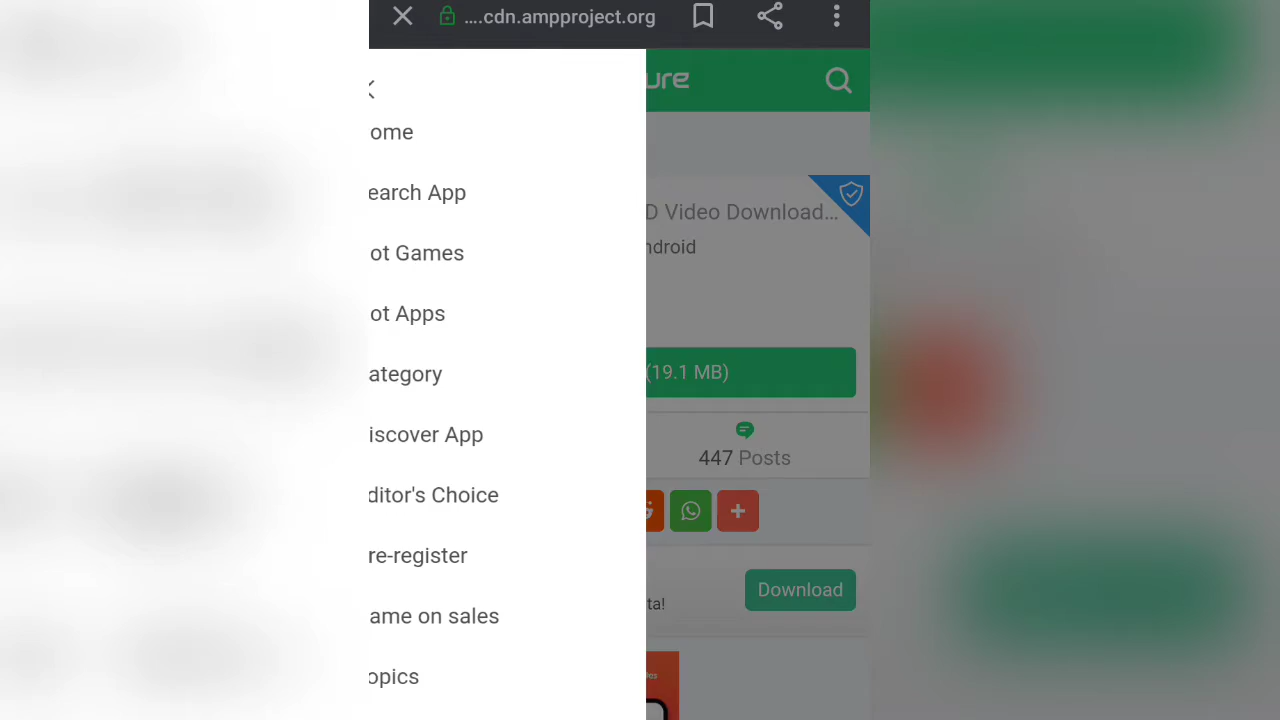 ....cdn.ampproject.org
ure
ome
earch App
ot Games
ot Apps
ategory
iscover App
ditor's Choice
re-register
ame on sales
opics
D Video Download...
ndroid
(19.1 MB)
447 Posts
ta!
Download